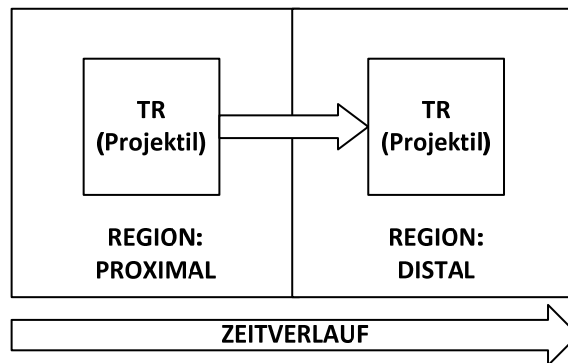 TR
(Projektil)
REGION:
PROXIMAL
TR
(Projektil)
REGION:
DISTAL
ZEITVERLAUF